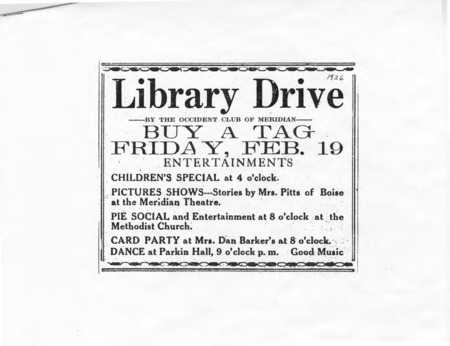 1926
Library Drive
BY THE OCCIDENT CLUB OF MERIDIAN
BUY A TAG
FRIDAY, FEB. 19
ENTERTAINMENTS
CHILDREN'S SPECIAL at 4 o'clock.
PICTURES SHOWS---Stories by Mrs. Pitts of Boise
at the Meridian Theatre.
PIE SOCIAL and Entertainment at 8 o'clock at the
Methodist Church.
CARD PARTY at Mrs. Dan Barker's at 8 o'clock.
DANCE at Parkin Hall, 9 o'clock p. m. Good Music